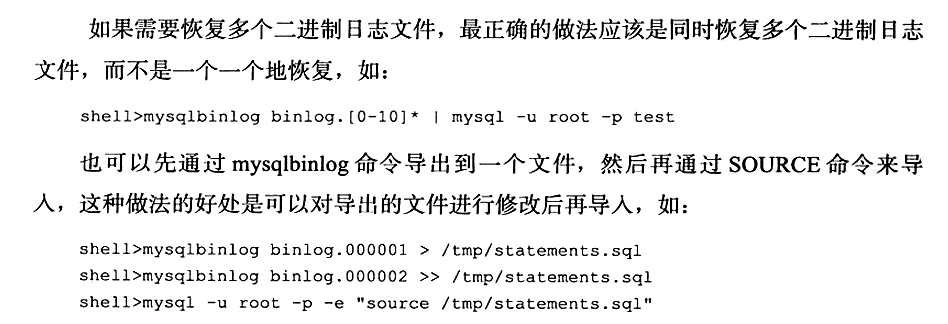 如果需要恢复多个二进制日志文件，最正确的做法应该是同时恢复多个二进制日志
文件，而不是一个一个地恢复，如：
shell>mysqlbinlog binlog.[0-10]* | mysql -u root -p test
也可以先通过 mysqlbinlog 命令导出到一个文件，然后再通过 SOURCE 命令来导
入，这种做法的好处是可以对导出的文件进行修改后再导入，如：
shell>mysqlbinlog binlog.000001 > /tmp/statements.sql
shell>mysqlbinlog binlog.000002 >> /tmp/statements.sql
shell>mysql -u root -p -e "source /tmp/statements.sql"